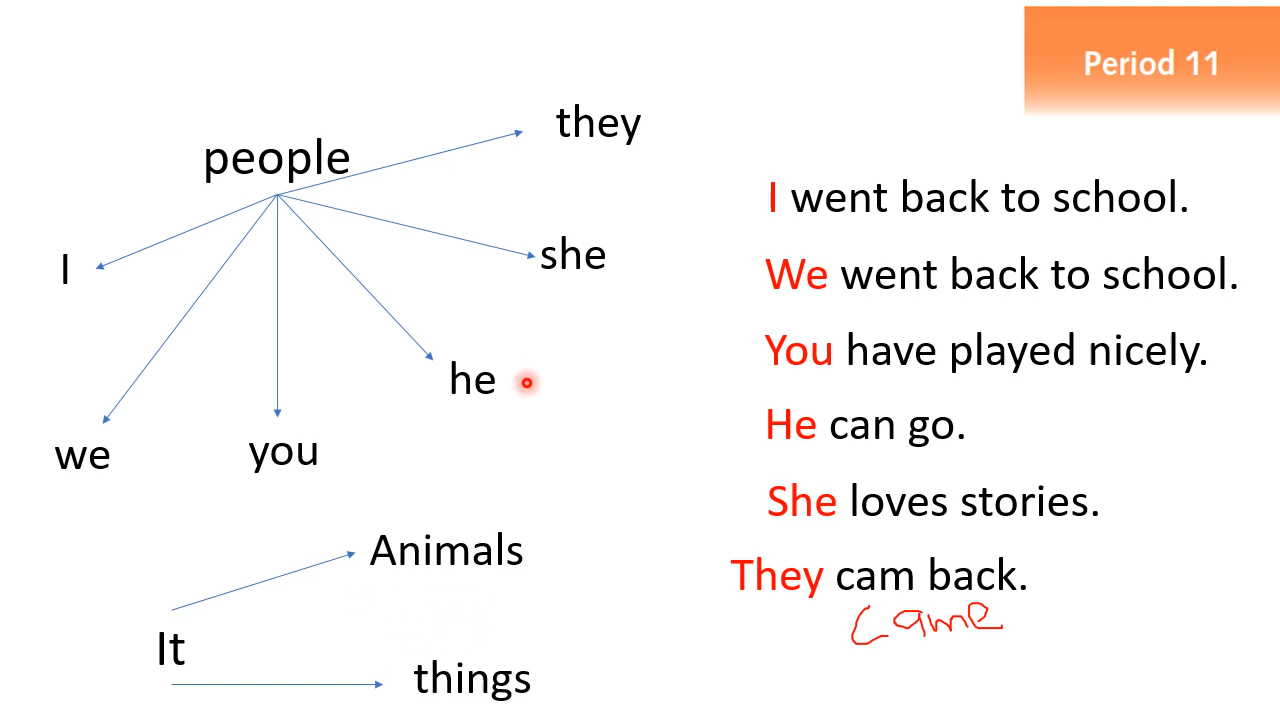 Period 11
they
people
I
she
he
we
you
Animals
It
things
I went back to school.
We went back to school.
You have played nicely.
He can go.
She loves stories.
They cam back.
came